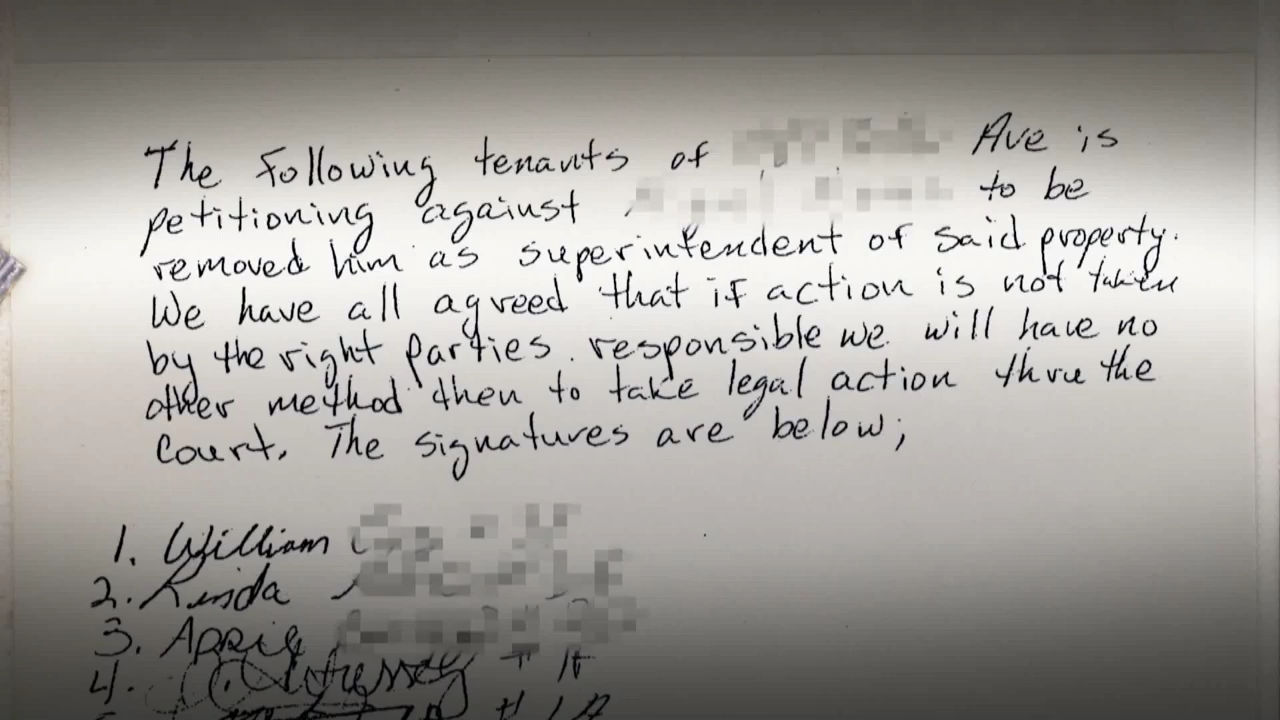 The Following tenants of Ave is
petitioning against to be
removed him as superintendent of said property.
We have all agreed that if action is not taken
by the right parties. responsible we will have no
other method then to take legal action thru the
Court. The signatures are below;
1. William
2. Linda
3. April
4.